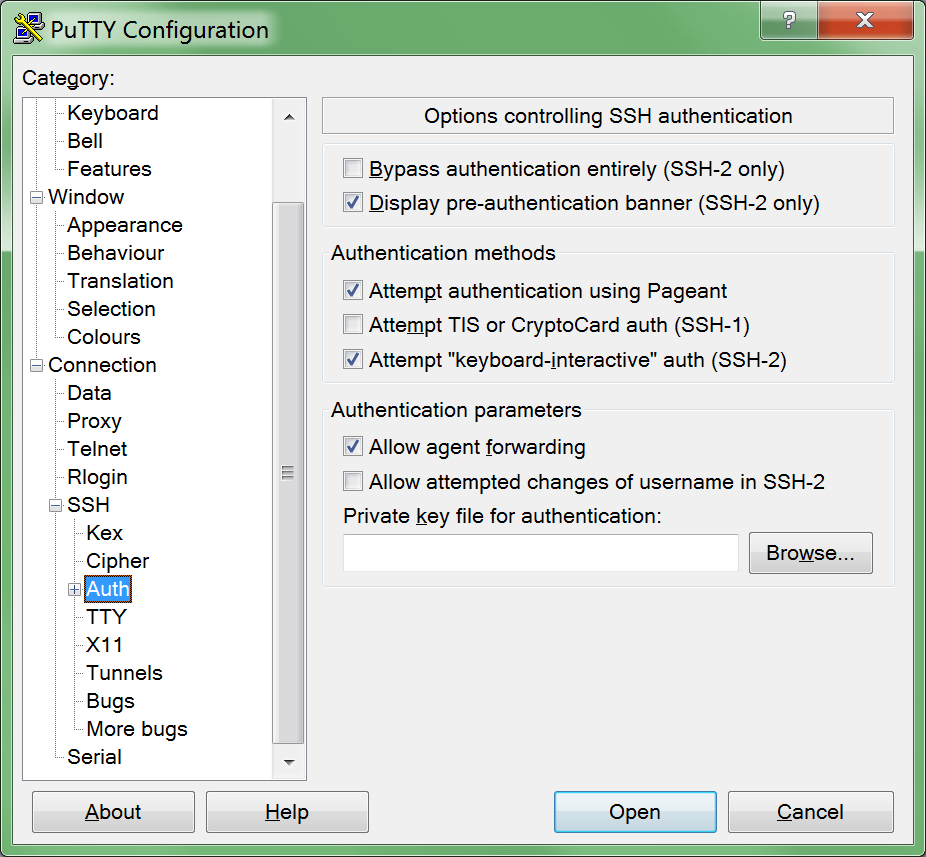 PuTTY Configuration
?
X
Category:
Keyboard
Bell
Features
Window
Appearance
Behaviour
Translation
Selection
Colours
Connection
Data
Proxy
Telnet
Rlogin
SSH
Kex
Cipher
Auth
TTY
X11
Tunnels
Bugs
More bugs
Serial
Options controlling SSH authentication
Bypass authentication entirely (SSH-2 only)
Display pre-authentication banner (SSH-2 only)
Authentication methods
Attempt authentication using Pageant
Attempt TIS or CryptoCard auth (SSH-1)
Attempt "keyboard-interactive" auth (SSH-2)
Authentication parameters
Allow agent forwarding
Allow attempted changes of username in SSH-2
Private key file for authentication:
Browse...
About
Help
Open
Cancel